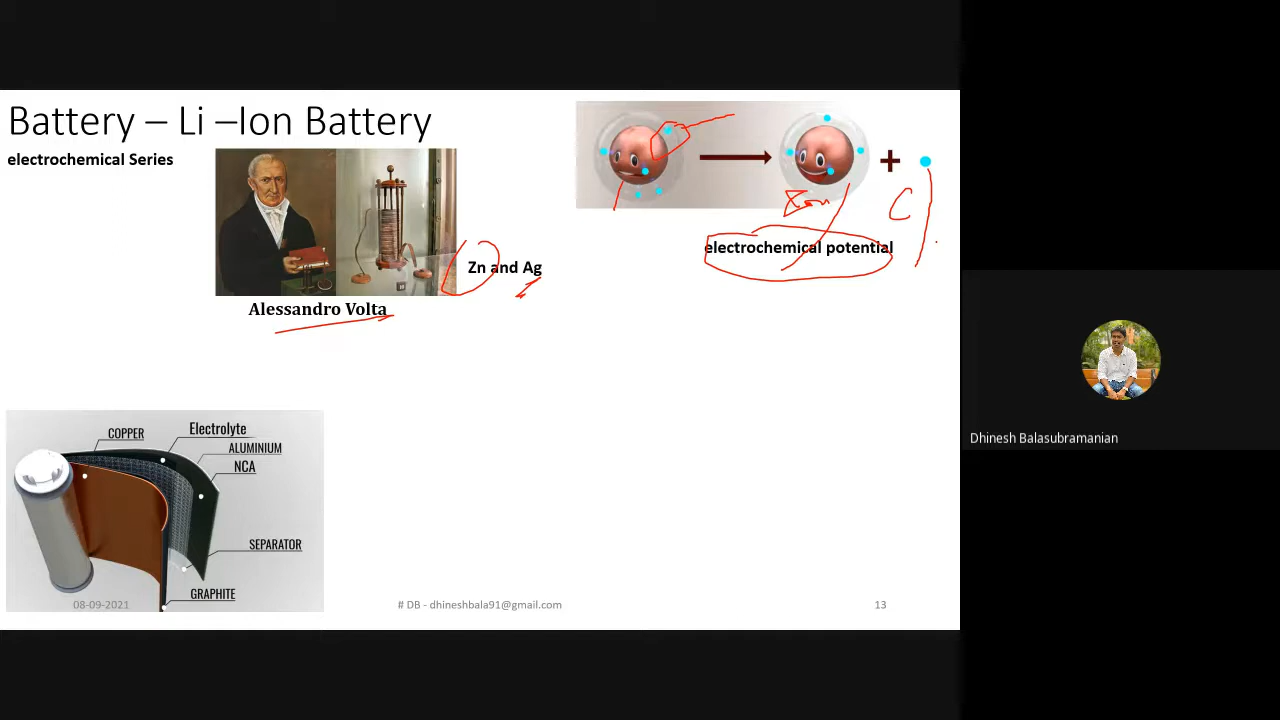 Battery – Li –Ion Battery
electrochemical Series
Zn and Ag
Alessandro Volta
electrochemical potential
COPPER
Electrolyte
ALUMINIUM
NCA
SEPARATOR
GRAPHITE
08-09-2021
# DB - dhineshbala91@gmail.com
13
Dhinesh Balasubramanian